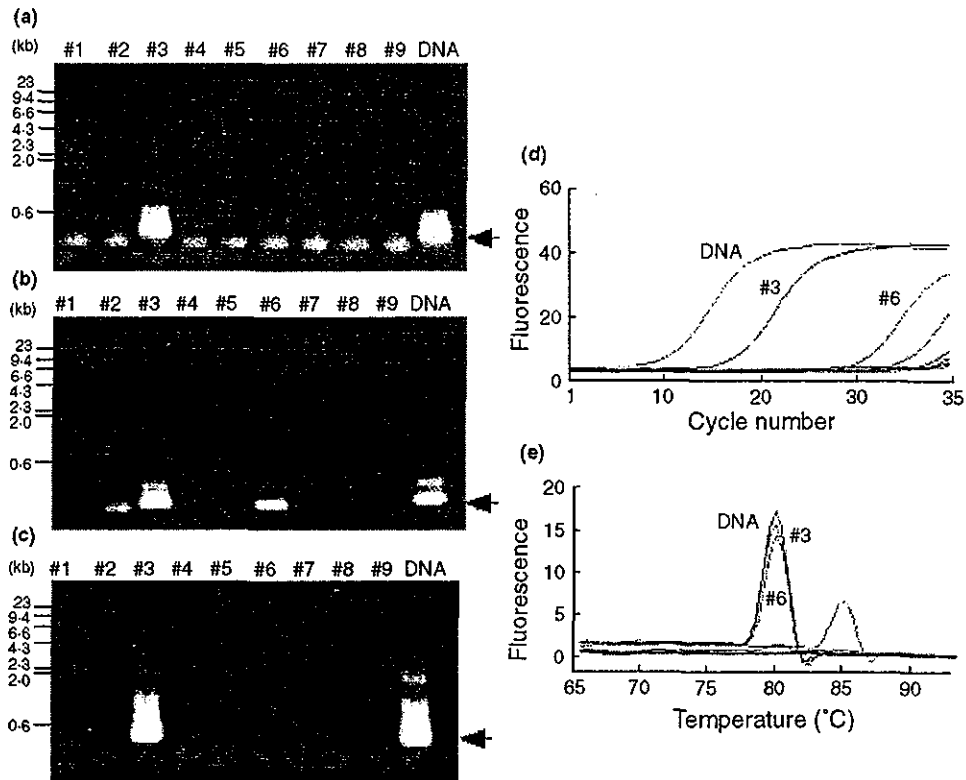 (a)
(kb) #1 #2 #3 #4 #5 #6 #7 #8 #9 DNA
23
9·4
6·6
4·3
2·3
2·0
0·6
(b)
#1 #2 #3 #4 #5 #6 #7 #8 #9 DNA
(kb)
23
9·4
6·6
4·3
2·3
2·0
0·6
(c)
(kb) #1 #2 #3 #4 #5 #6 #7 #8 #9 DNA
23
9·4
6·6
4·3
2·3
2·0
0·6
(d)
Fluorescence
60
40
20
0
DNA
#3
#6
1 10 20 30 35
Cycle number
(e)
Fluorescence
20
15
10
5
0
DNA
#3
#6
65 70 75 80 85 90
Temperature (°C)